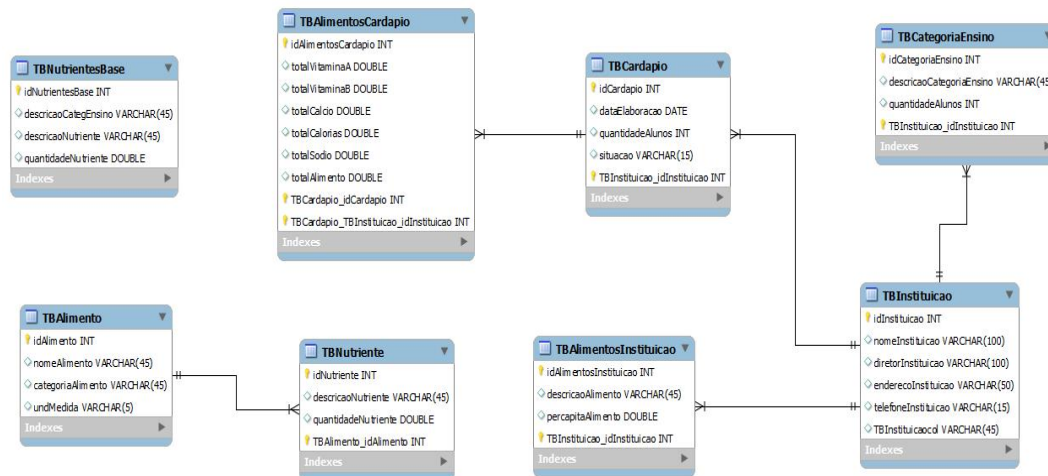 TBNutrientesBase
idNutrientesBase INT
descricaoCategEnsino VARCHAR(45)
descricaoNutriente VARCHAR(45)
quantidadeNutriente DOUBLE
Indexes
TBAlimentosCardapio
idAlimentosCardapio INT
totalVitaminaA DOUBLE
totalVitaminaB DOUBLE
totalCalcio DOUBLE
totalCalorias DOUBLE
totalSodio DOUBLE
totalAlimento DOUBLE
TBCardapio_idCardapio INT
TBCardapio_TBInstituicao_idInstituicao INT
Indexes
TBCardapio
idCardapio INT
dataElaboracao DATE
quantidadeAlunos INT
situacao VARCHAR(15)
TBInstituicao_idInstituicao INT
Indexes
TBCategoriaEnsino
idCategoriaEnsino INT
descricaoCategoriaEnsino VARCHAR(45
quantidadeAlunos INT
TBInstituicao_idInstituicao INT
Indexes
TBAlimento
idAlimento INT
nomeAlimento VARCHAR(45)
categoriaAlimento VARCHAR(45)
undMedida VARCHAR(5)
Indexes
TBNutriente
idNutriente INT
descricaoNutriente VARCHAR(45)
quantidadeNutriente DOUBLE
TBAlimento_idAlimento INT
Indexes
TBAlimentosInstituicao
idAlimentosInstituicao INT
descricaoAlimento VARCHAR(45)
percapitaAlimento DOUBLE
TBInstituicao_idInstituicao INT
Indexes
TBInstituicao
idInstituicao INT
nomeInstituicao VARCHAR(100)
diretorInstituicao VARCHAR(100)
enderecoInstituicao VARCHAR(50)
telefoneInstituicao VARCHAR(15)
TBInstituicaocol VARCHAR(45)
Indexes